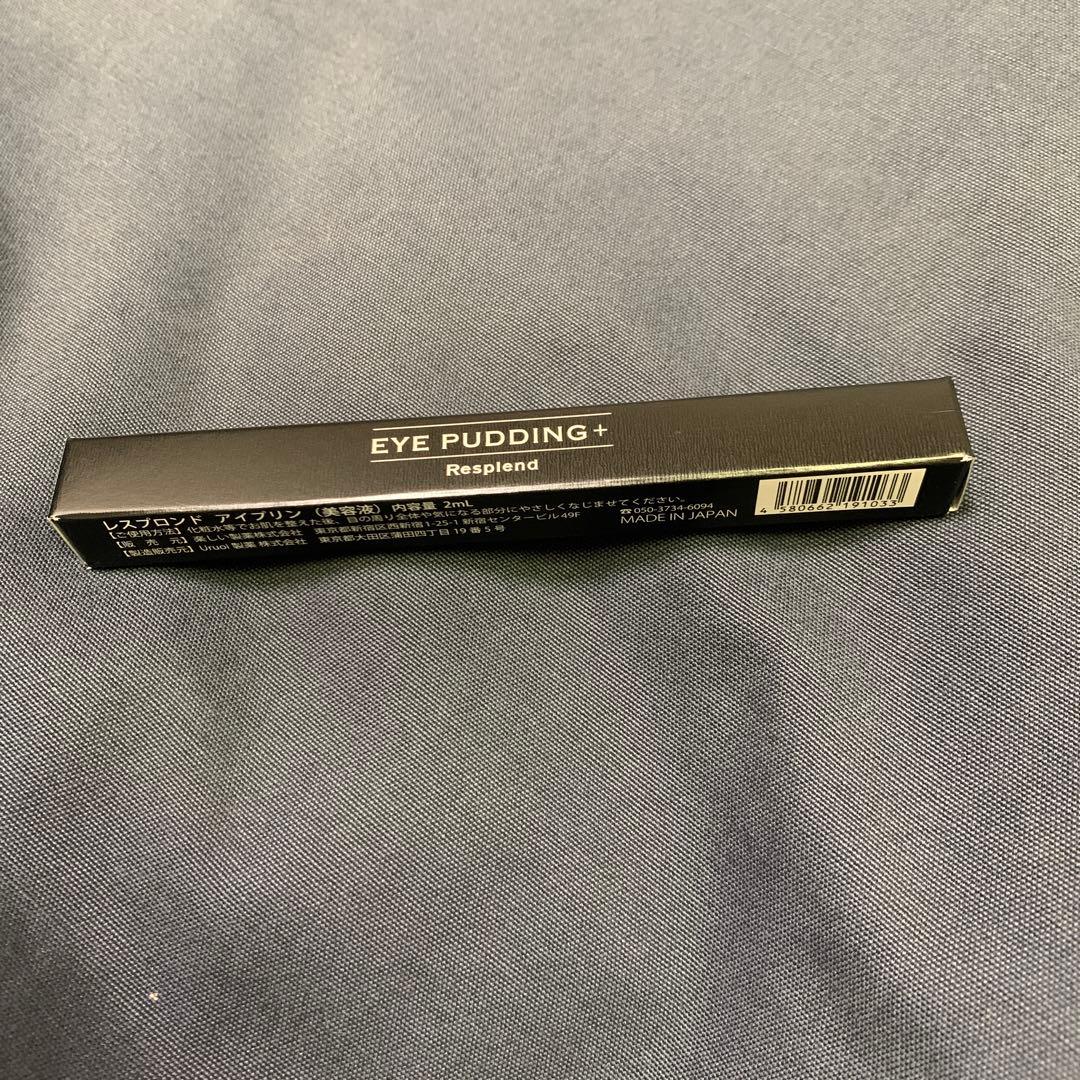 EYE PUDDING+
Resplend
レスブロンド アイプリン (美容液) 内容量 2mL
【ご使用方法】化粧水等でお肌を整えた後、目の周り全体や気になる部分にやさしくなじませてください。
【販 売 元】楽しい製薬株式会社 東京都新宿区西新宿1-25-1 新宿センタービル49F ☎050-3734-6094
【製造販売元】Uruoi 製薬 株式会社 東京都大田区蒲田四丁目19番5号
MADE IN JAPAN
4 580662 191033